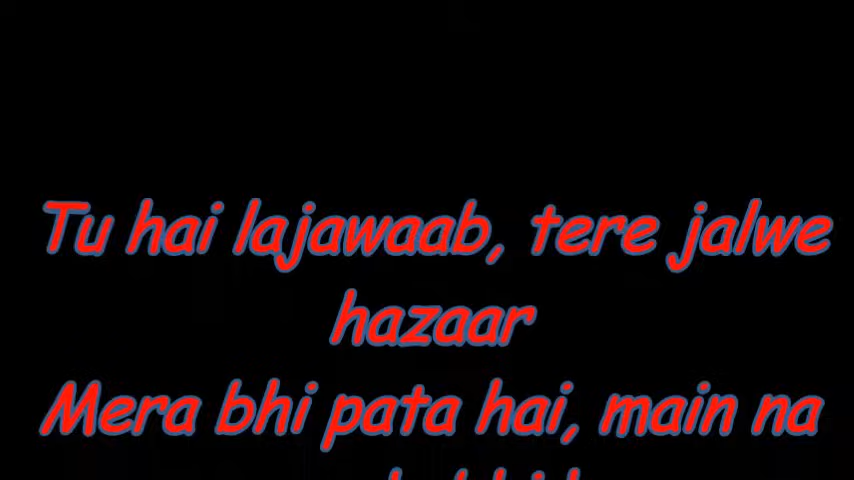 Tu hai lajawaab, tere jalwe
hazaar
Mera bhi pata hai, main na